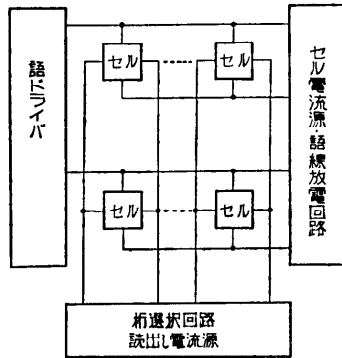 語ドライバ
セル
セル
セル
セル
セル電流源・語線放電回路
桁選択回路
読出し電流源